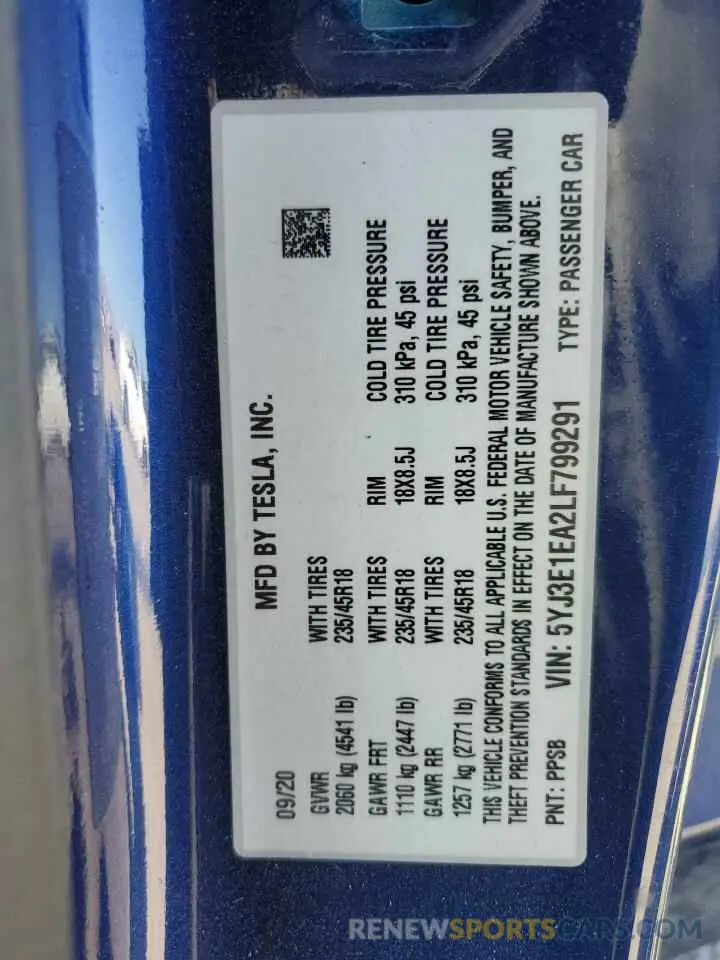 MFD BY TESLA, INC.
09/20
GVWR WITH TIRES
2060 kg (4541 lb) 235/45R18
GAWR FRT WITH TIRES RIM COLD TIRE PRESSURE
1110 kg (2447 lb) 235/45R18 18X8.5J 310 kPa, 45 psi
GAWR RR WITH TIRES RIM COLD TIRE PRESSURE
1257 kg (2771 lb) 235/45R18 18X8.5J 310 kPa, 45 psi
THIS VEHICLE CONFORMS TO ALL APPLICABLE U.S. FEDERAL MOTOR VEHICLE SAFETY, BUMPER, AND
THEFT PREVENTION STANDARDS IN EFFECT ON THE DATE OF MANUFACTURE SHOWN ABOVE.
PNT: PPSB VIN: 5YJ3E1EA2LF799291 TYPE: PASSENGER CAR
RENEWSPORTSCARS.COM